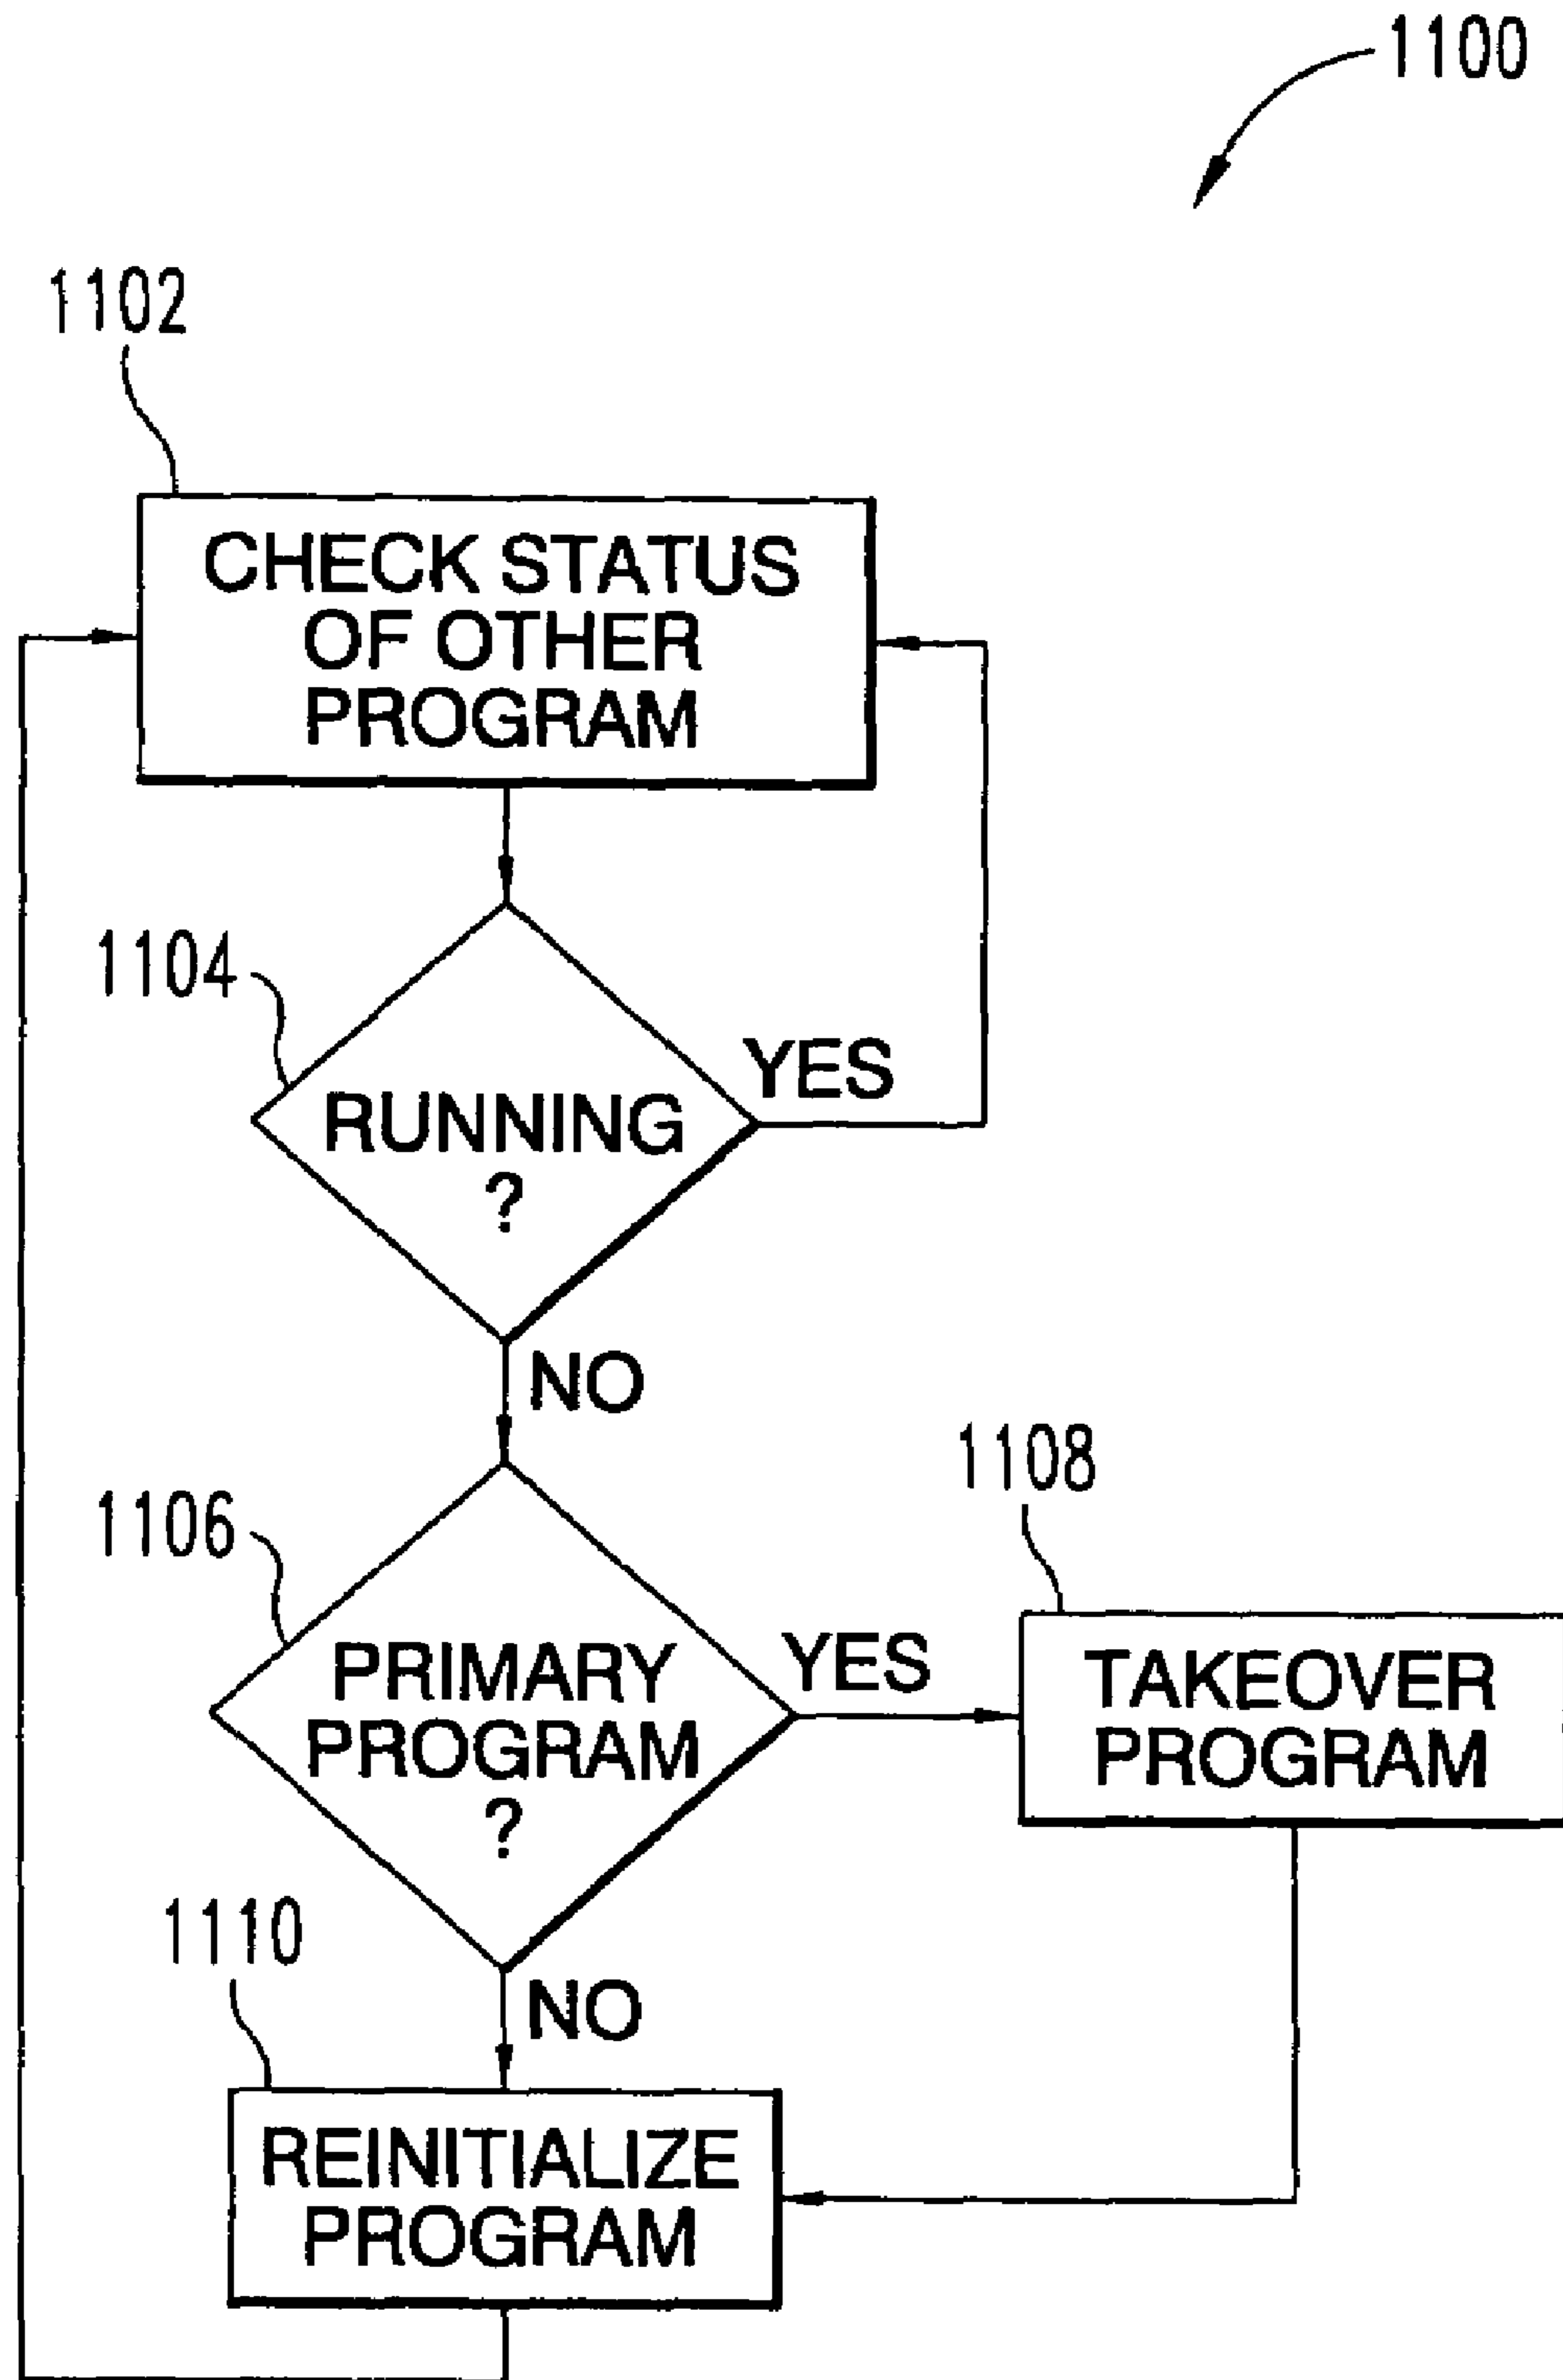 1100
1102
CHECK STATUS
OF OTHER
PROGRAM
1104
YES
RUNNING
?
NO
1106
1108
PRIMARY
PROGRAM
?
YES
TAKEOVER
PROGRAM
1110
NO
REINITIALIZE
PROGRAM